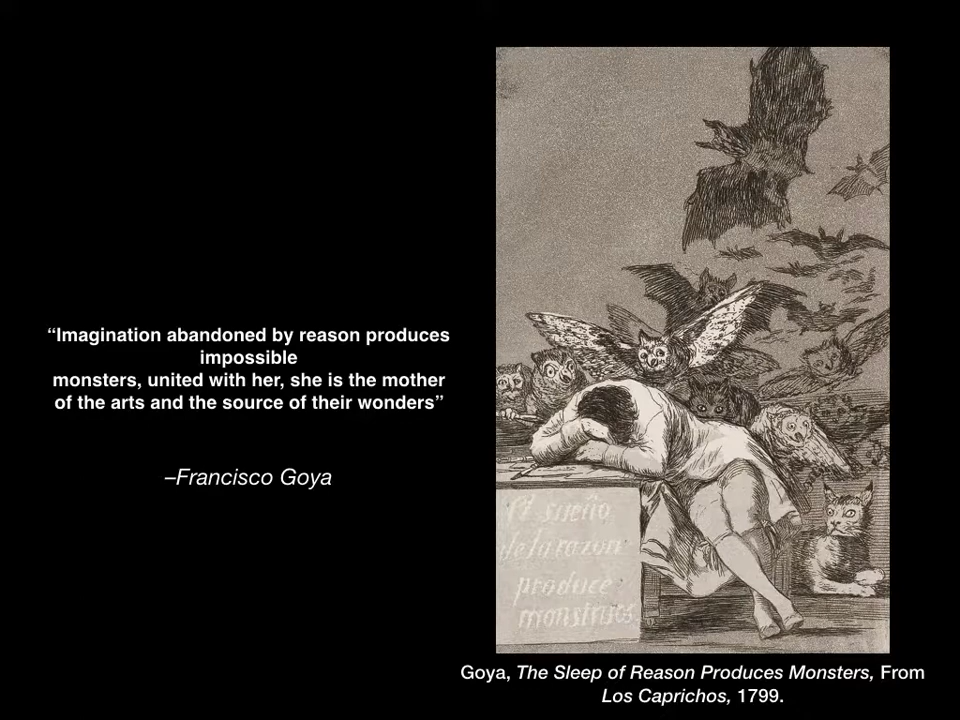 “Imagination abandoned by reason produces
impossible
monsters, united with her, she is the mother
of the arts and the source of their wonders”
–Francisco Goya
El sueño
de la razon
produce
monstruos.
Goya, The Sleep of Reason Produces Monsters, From
Los Caprichos, 1799.